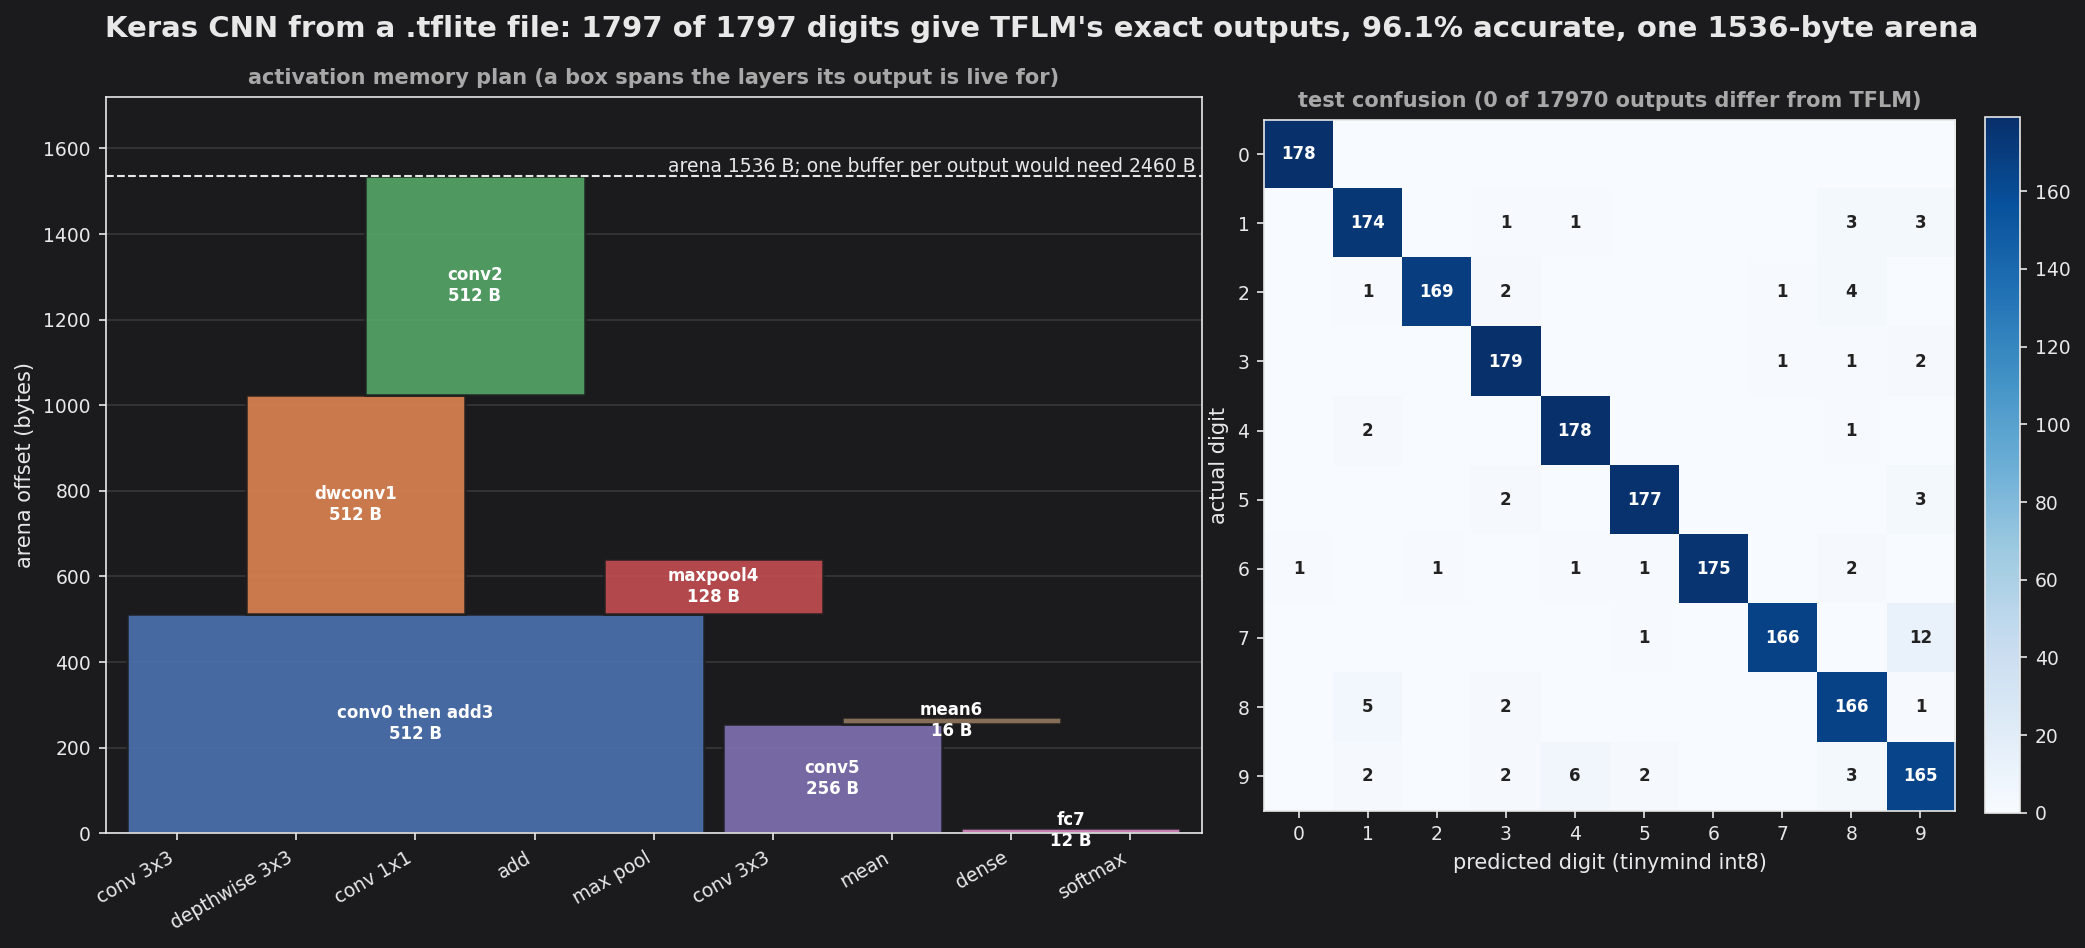 Keras CNN from a .tflite file: 1797 of 1797 digits give TFLM's exact outputs, 96.1% accurate, one 1536-byte arena
activation memory plan (a box spans the layers its output is live for)
arena offset (bytes)
1600
1400
1200
1000
800
600
400
200
0
arena 1536 B; one buffer per output would need 2460 B
conv2
512 B
dwconv1
512 B
maxpool4
128 B
conv0 then add3
512 B
mean6
16 B
conv5
256 B
fc7
12 B
conv 3x3
depthwise 3x3
conv 1x1
add
max pool
conv 3x3
mean
dense
softmax
test confusion (0 of 17970 outputs differ from TFLM)
actual digit
0 178
1 174 1 1 3 3
2 1 169 2 1 4
3 179 1 1 2
4 2 178 1
5 2 177 3
6 1 1 1 1 175 2
7 1 166 12
8 5 2 166 1
9 2 2 6 2 3 165
0 1 2 3 4 5 6 7 8 9
predicted digit (tinymind int8)
160
140
120
100
80
60
40
20
0